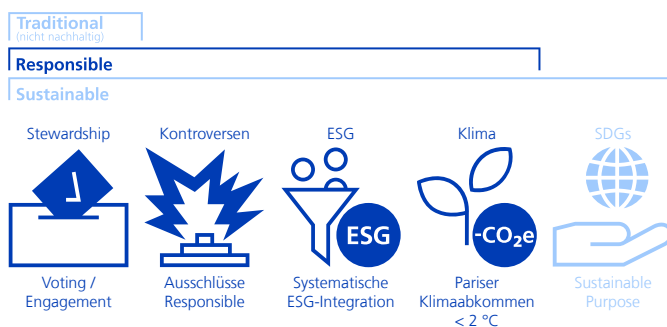 Traditional
(nicht nachhaltig)
Responsible
Sustainable
Stewardship
Kontroversen
ESG
Klima
SDGs
ESG
-CO₂e
Voting /
Engagement
Ausschlüsse
Responsible
Systematische
ESG-Integration
Pariser
Klimaabkommen
< 2 °C
Sustainable
Purpose